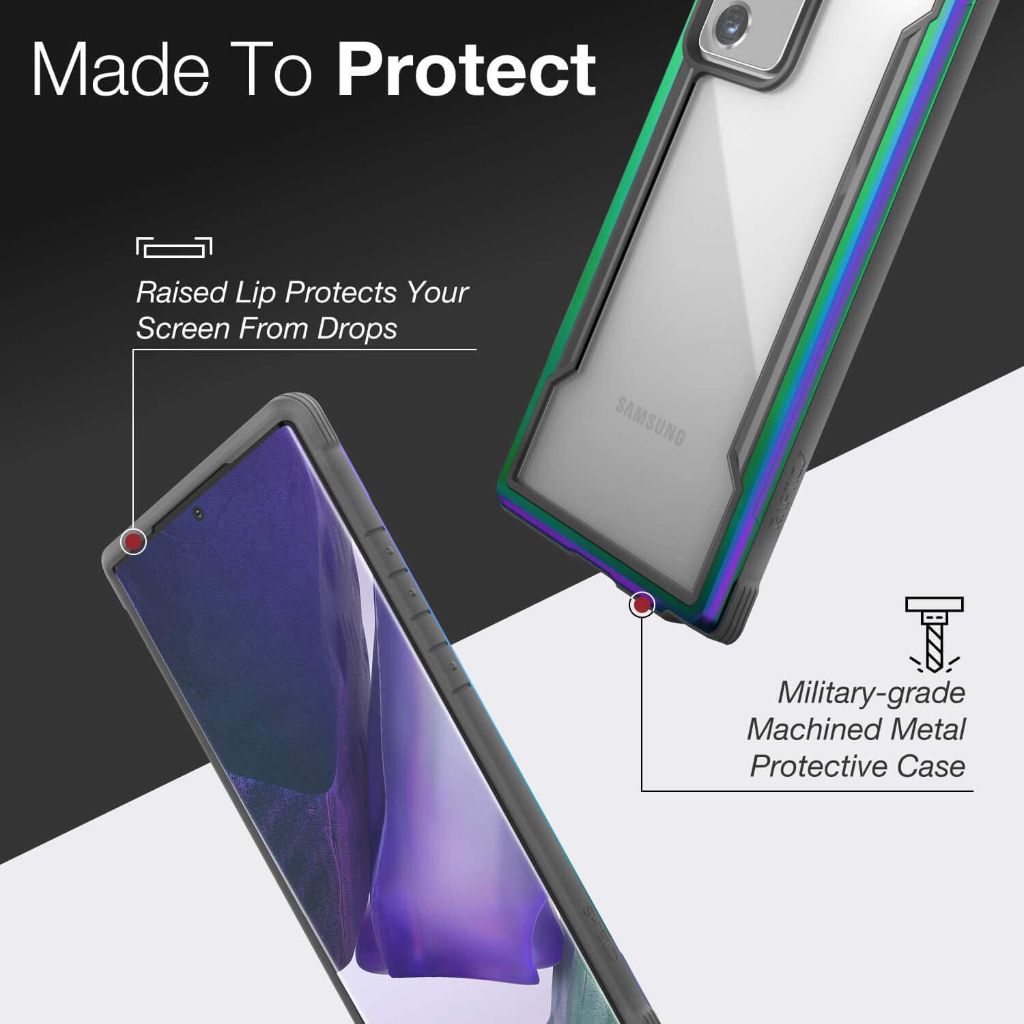 Made To Protect
Raised Lip Protects Your
Screen From Drops
SAMSUNG
Military-grade
Machined Metal
Protective Case